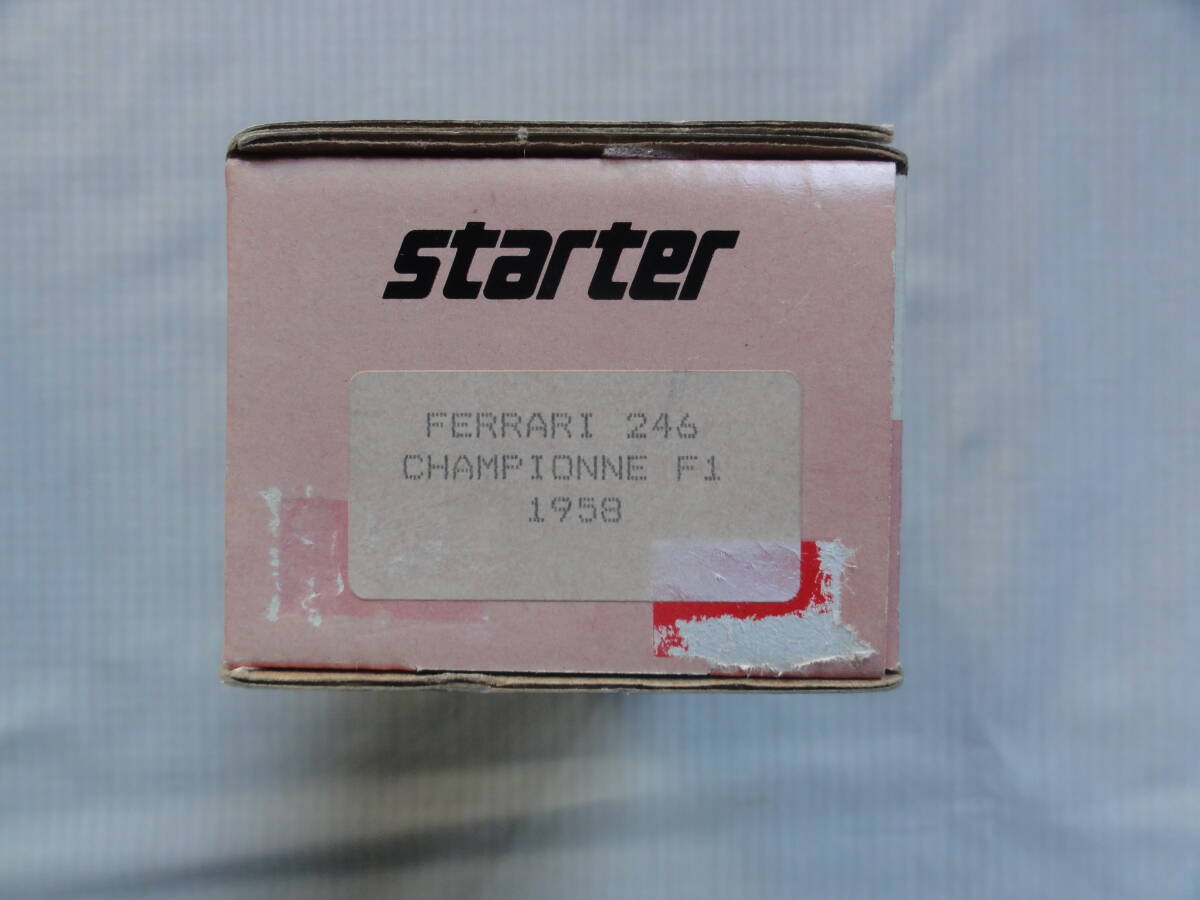 starter
FERRARI 246
CHAMPIONNE F1
1958